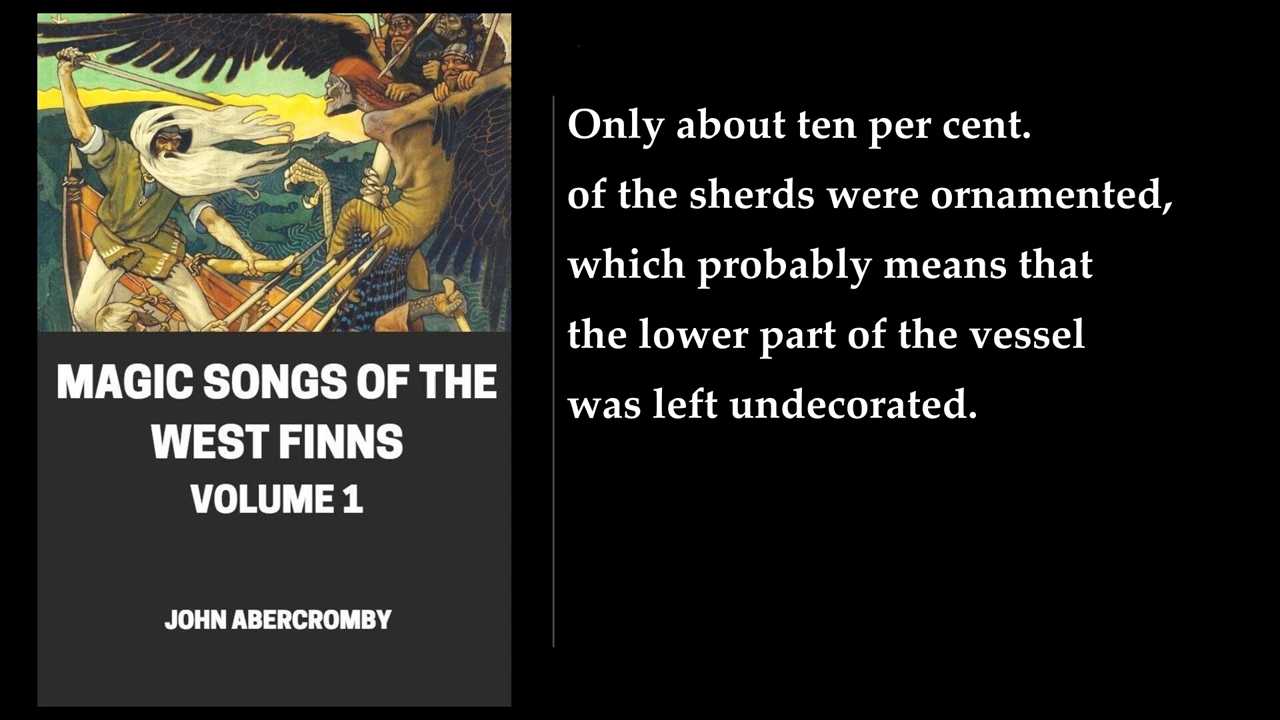 MAGIC SONGS OF THE
WEST FINNS
VOLUME 1
JOHN ABERCROMBY
Only about ten per cent.
of the sherds were ornamented,
which probably means that
the lower part of the vessel
was left undecorated.